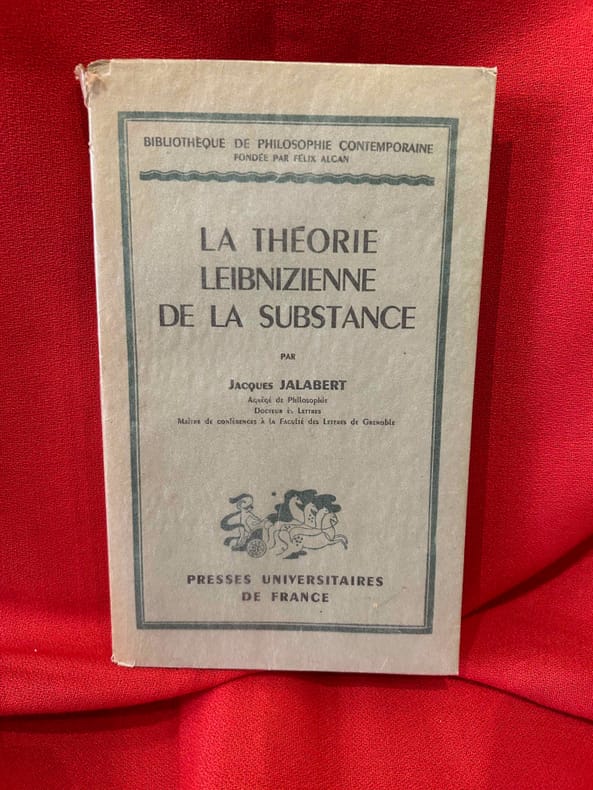 BIBLIOTHÈQUE DE PHILOSOPHIE CONTEMPORAINE
FONDÉE PAR FÉLIX ALCAN
LA THÉORIE
LEIBNIZIENNE
DE LA SUBSTANCE
PAR
JACQUES JALABERT
Agrégé de Philosophie
Docteur ès Lettres
Maître de conférences à la Faculté des Lettres de Grenoble
PRESSES UNIVERSITAIRES
DE FRANCE